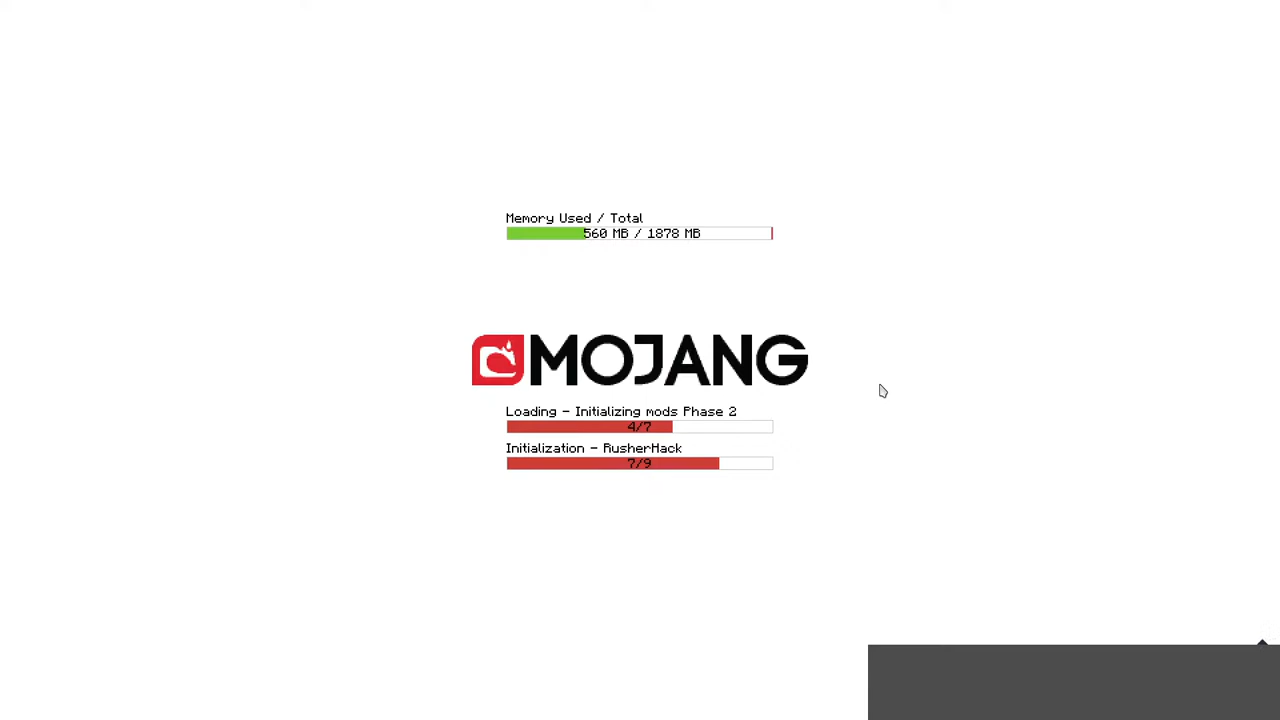 Memory Used / Total
560 MB / 1878 MB
MOJANG
Loading - Initializing mods Phase 2
4/7
Initialization - RusherHack
7/9